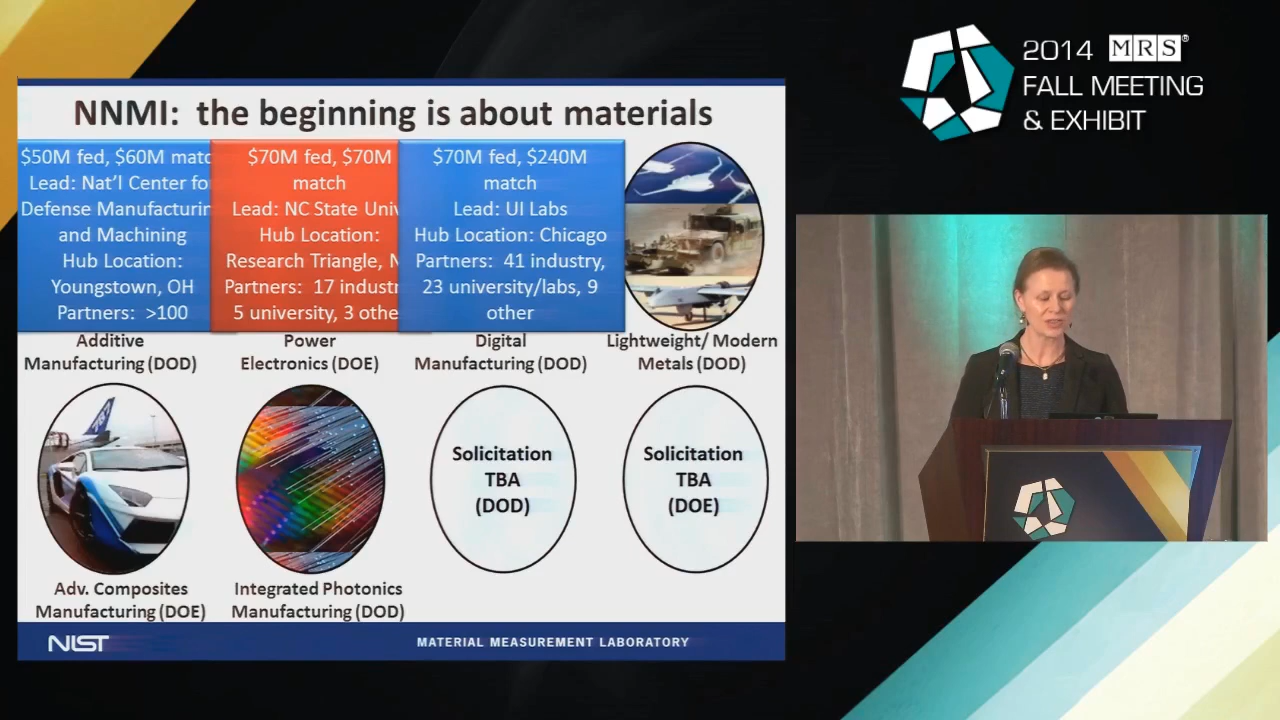 2014 MRS®
FALL MEETING
& EXHIBIT
NNMI: the beginning is about materials
$50M fed, $60M matc
Lead: Nat'l Center fo
Defense Manufacturin
and Machining
Hub Location:
Youngstown, OH
Partners: >100
$70M fed, $70M
match
Lead: NC State Univ
Hub Location:
Research Triangle, N
Partners: 17 industr
5 university, 3 othe
$70M fed, $240M
match
Lead: UI Labs
Hub Location: Chicago
Partners: 41 industry,
23 university/labs, 9
other
Additive
Manufacturing (DOD)
Power
Electronics (DOE)
Digital
Manufacturing (DOD)
Lightweight/ Modern
Metals (DOD)
Solicitation
TBA
(DOD)
Solicitation
TBA
(DOE)
Adv. Composites
Manufacturing (DOE)
Integrated Photonics
Manufacturing (DOD)
NIST
MATERIAL MEASUREMENT LABORATORY